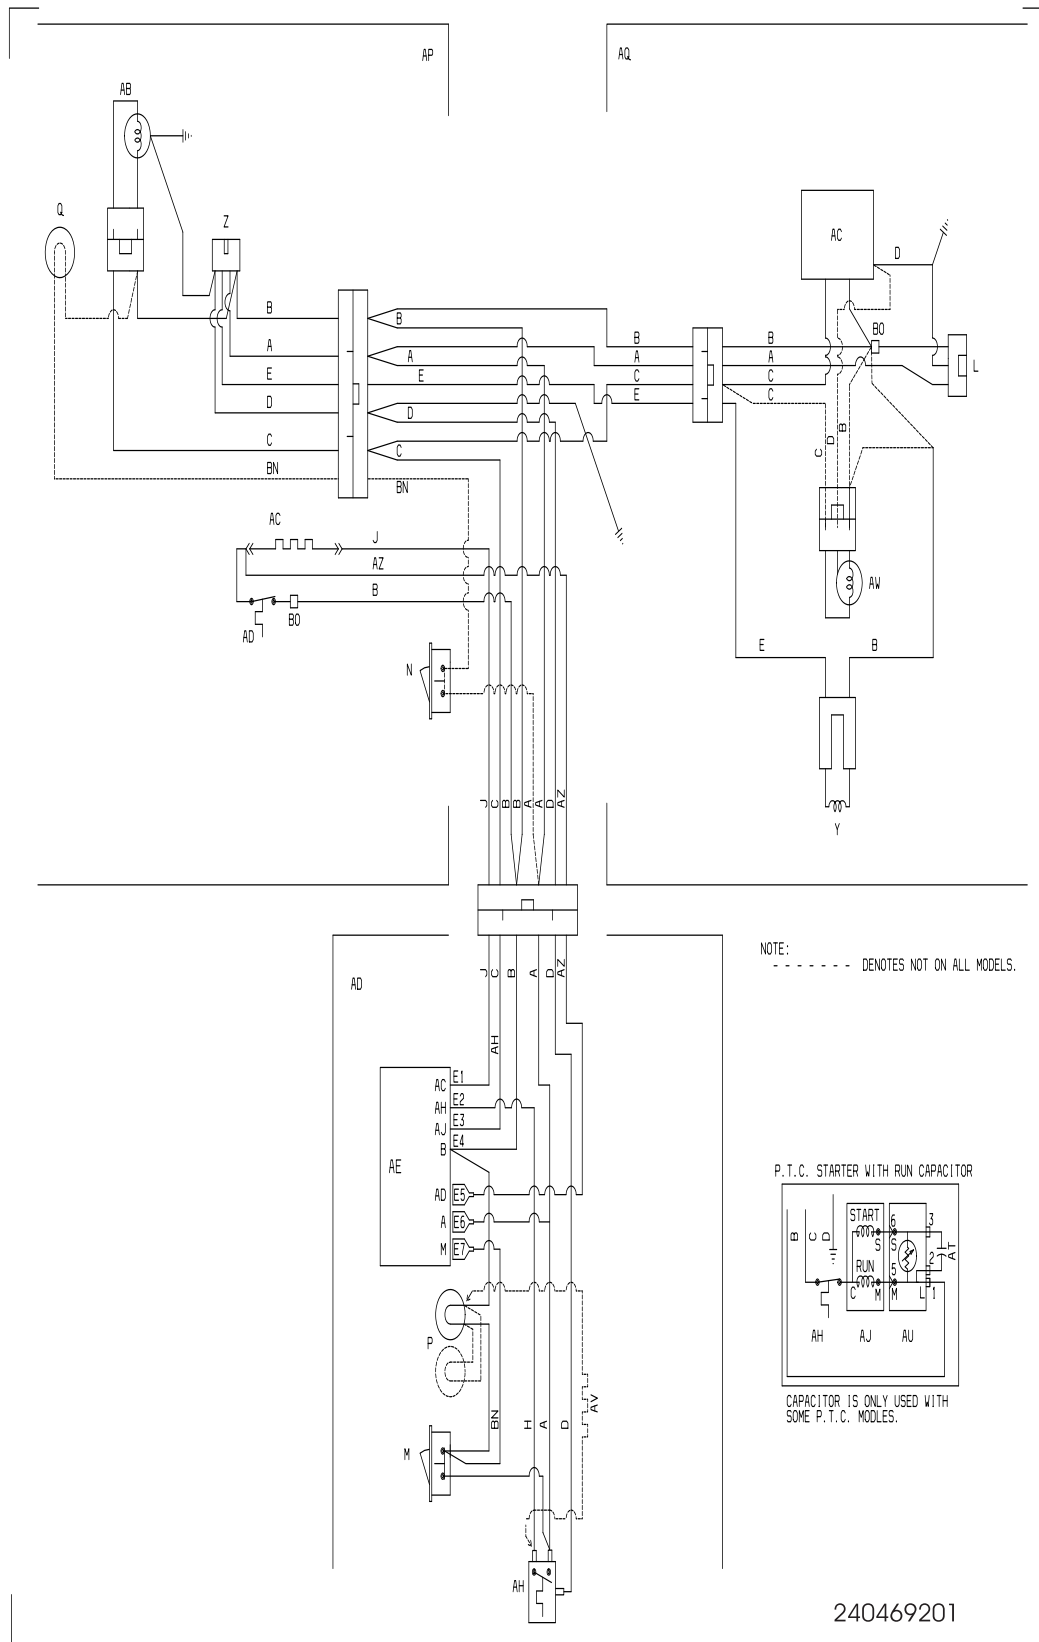 AP
AQ
AB
Q
Z
AC
D
B
B
B
B
BO
A
A
A
A
L
E
E
C
C
D
D
E
C
C
C
BN
BN
C
D
B
AC
J
AZ
B
AD
BO
AW
N
E
B
J
C
B
B
A
A
D
AZ
Y
NOTE:
- - - - - - - DENOTES NOT ON ALL MODELS.
J
C
B
A
D
AZ
AD
AH
AE
AC E1
AH E2
AJ E3
B E4
AD E5
A E6
M E7
P.T.C. STARTER WITH RUN CAPACITOR
B
C
D
START
S
6
S
3
2
AT
RUN
C
M
5
M
L
1
AH
AJ
AU
CAPACITOR IS ONLY USED WITH
SOME P.T.C. MODLES.
P
BN
H
A
D
AV
M
AH
240469201